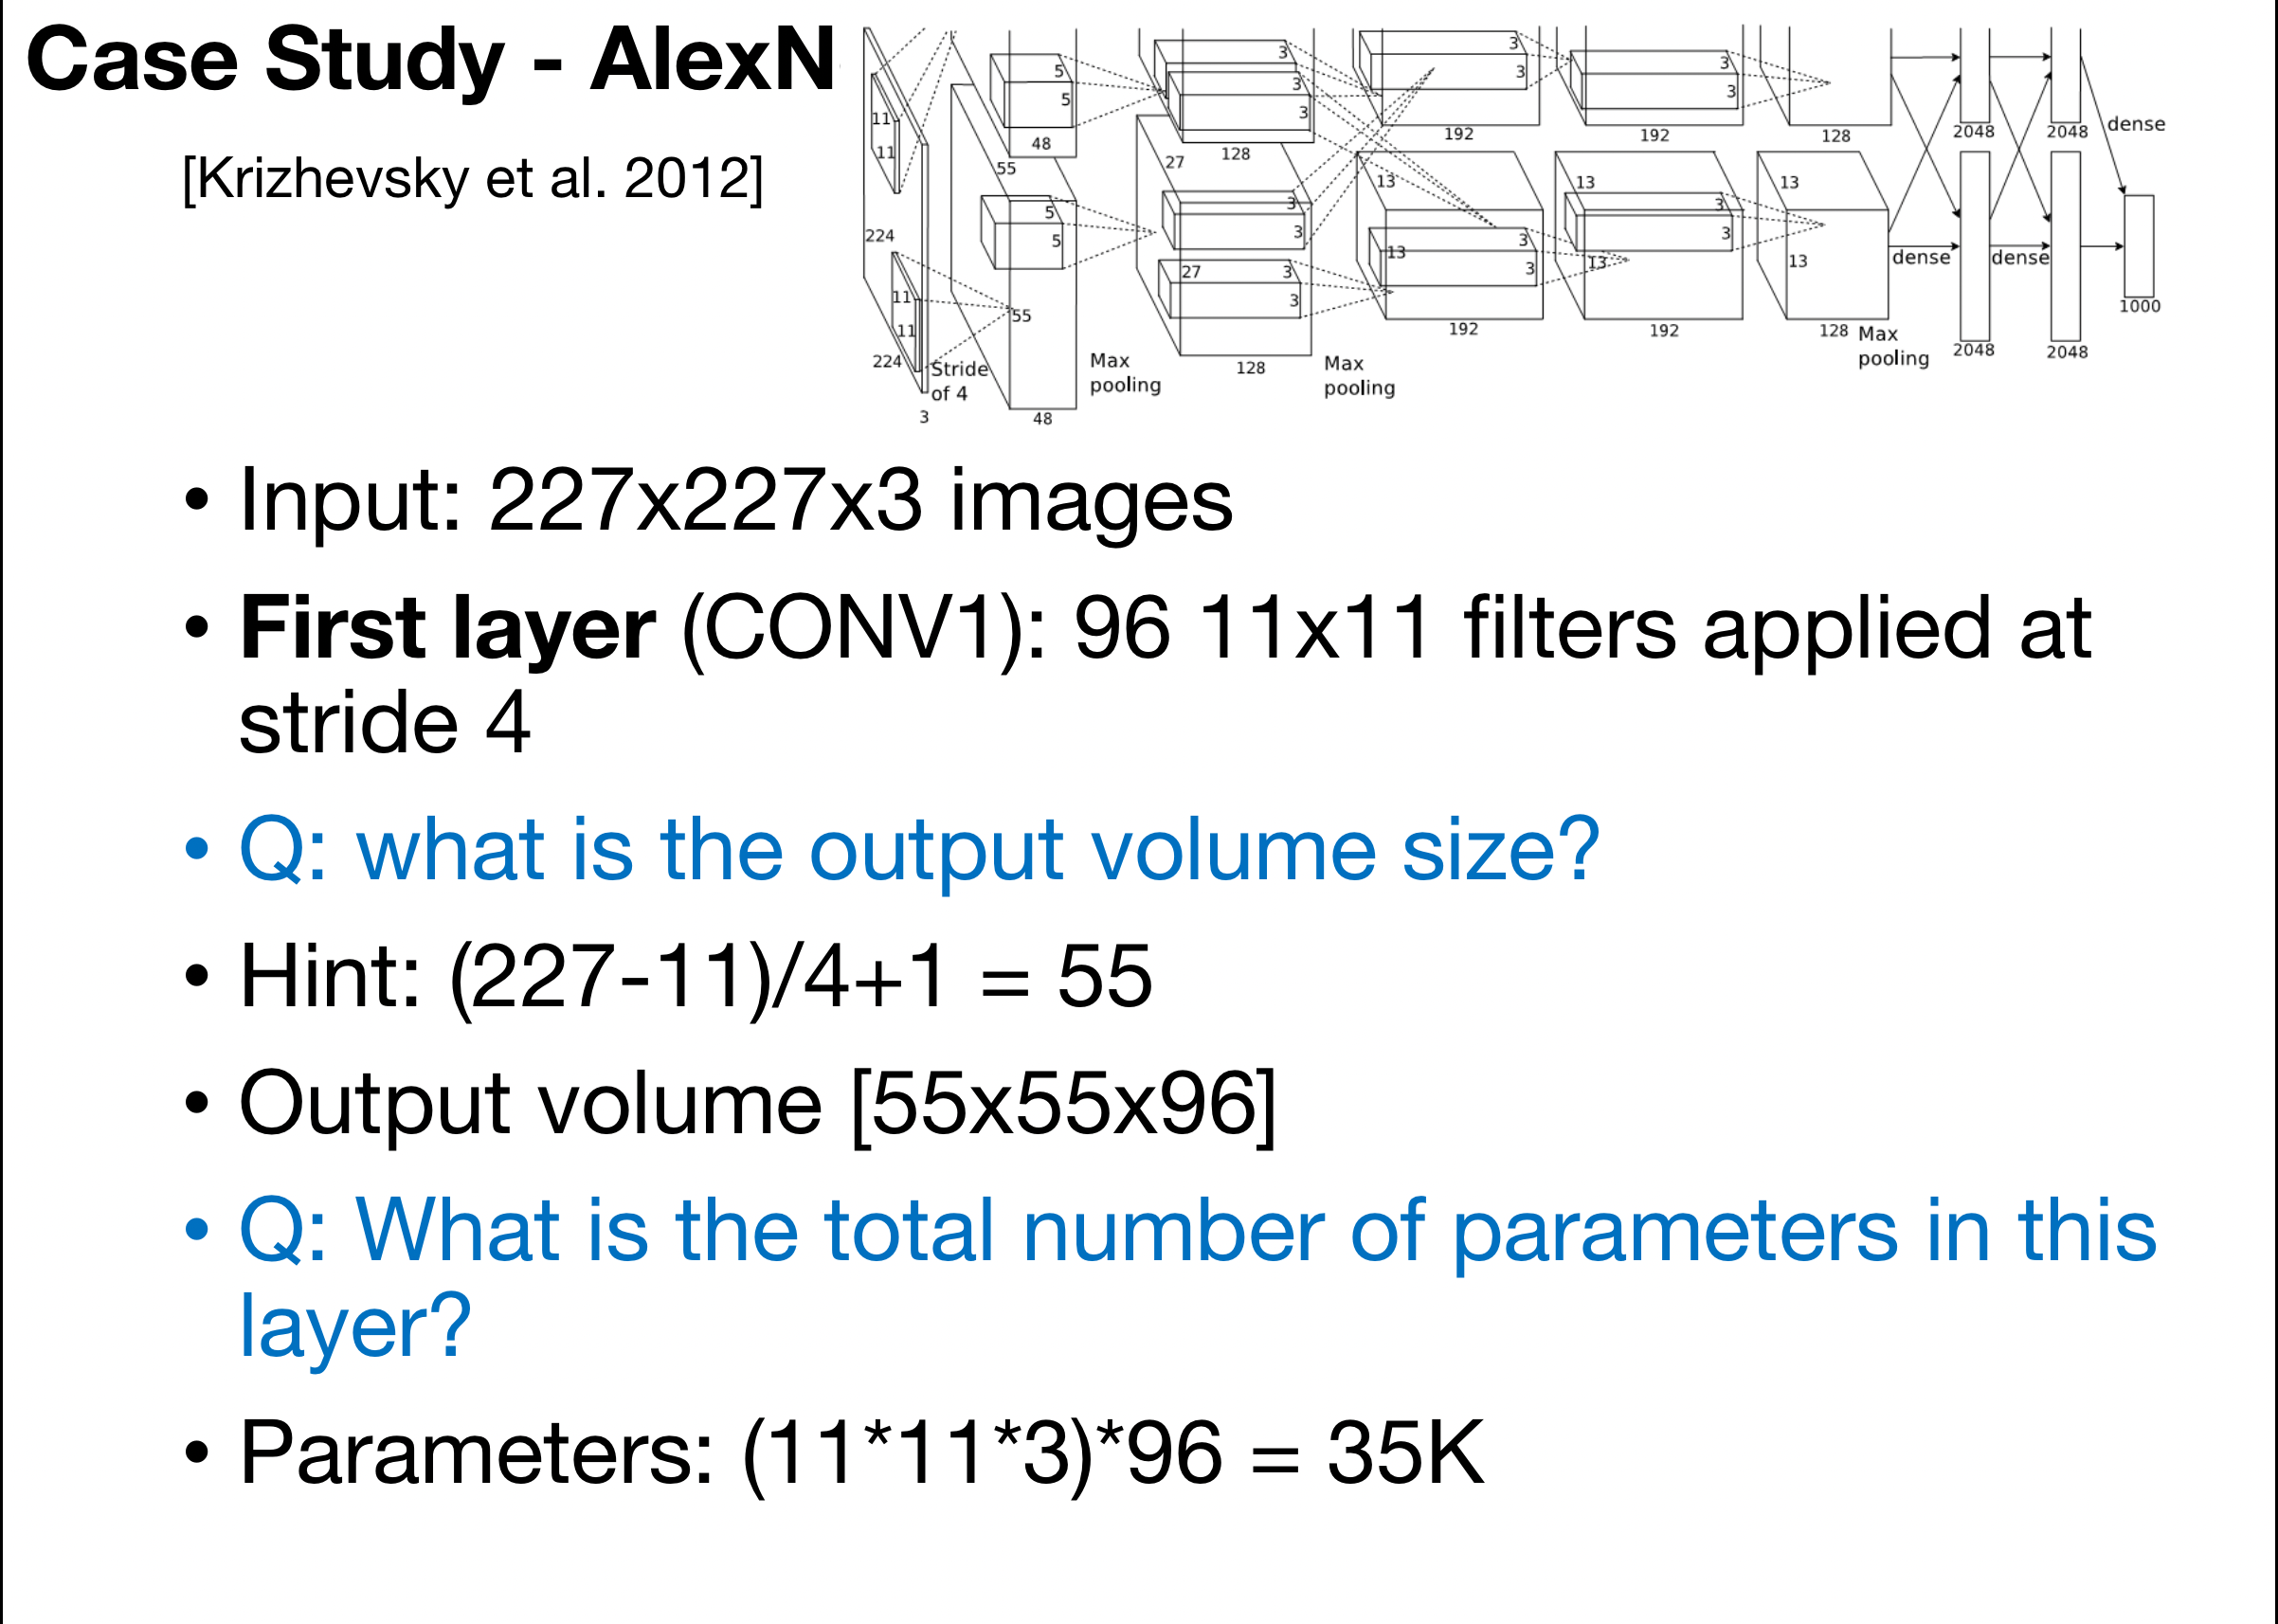 Case Study - AlexN
[Krizhevsky et al. 2012]
11
11
224
11
11
224
Stride
of 4
3
5
5
48
55
5
5
55
48
Max
pooling
3
3
3
128
27
3
3
27
3
3
128
Max
pooling
3
3
192
13
3
13
3
192
3
3
192
13
3
3
13
192
128
13
13
128
Max
pooling
2048
2048
dense
dense
dense
2048
2048
1000
• Input: 227x227x3 images
• First layer (CONV1): 96 11x11 filters applied at
stride 4
• Q: what is the output volume size?
• Hint: (227-11)/4+1 = 55
• Output volume [55x55x96]
• Q: What is the total number of parameters in this
layer?
• Parameters: (11*11*3)*96 = 35K